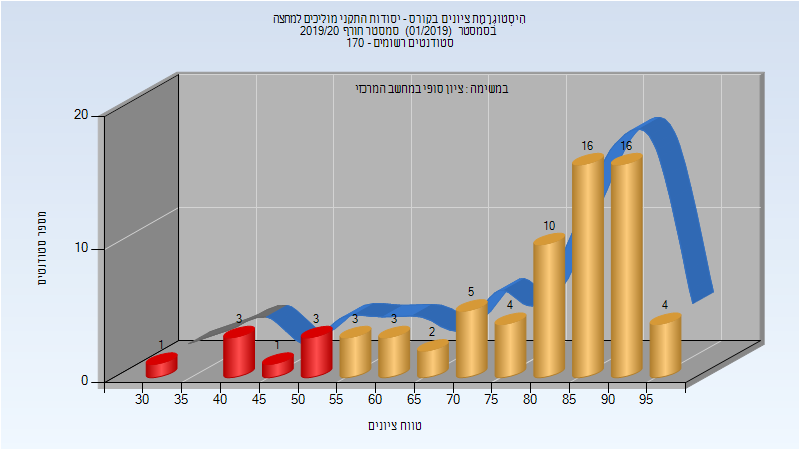 היסטוגרמת ציונים בקורס - יסודות התקני מוליכים למחצה
בסמסטר (01/2019) סמסטר חורף 2019/20
סטודנטים רשומים - 170
במשימה : ציון סופי במחשב המרכזי
מספר סטודנטים
20
10
0
1
3
1
3
3
3
2
5
4
10
16
16
4
30 35 40 45 50 55 60 65 70 75 80 85 90 95
טווח ציונים